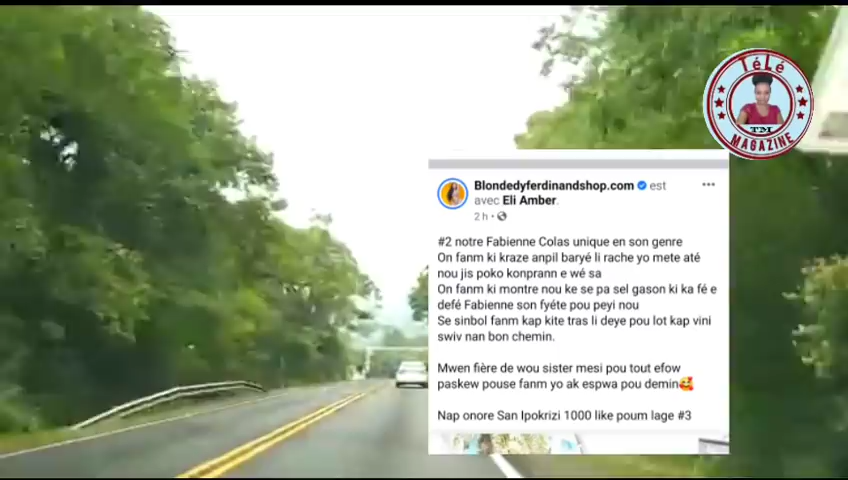 TéLé
TM
MAGAZINE
Blondedyferdinandshop.com est
avec Eli Amber.
2 h
#2 notre Fabienne Colas unique en son genre
On fanm ki kraze anpil baryé li rache yo mete até
nou jis poko konprann e wé sa
On fanm ki montre nou ke se pa sel gason ki ka fé e
defé Fabienne son fyéte pou peyi nou
Se sinbol fanm kap kite tras li deye pou lot kap vini
swiv nan bon chemin.
Mwen fière de wou sister mesi pou tout efow
paskew pouse fanm yo ak espwa pou demin🥰
Nap onore San Ipokrizi 1000 like poum lage #3